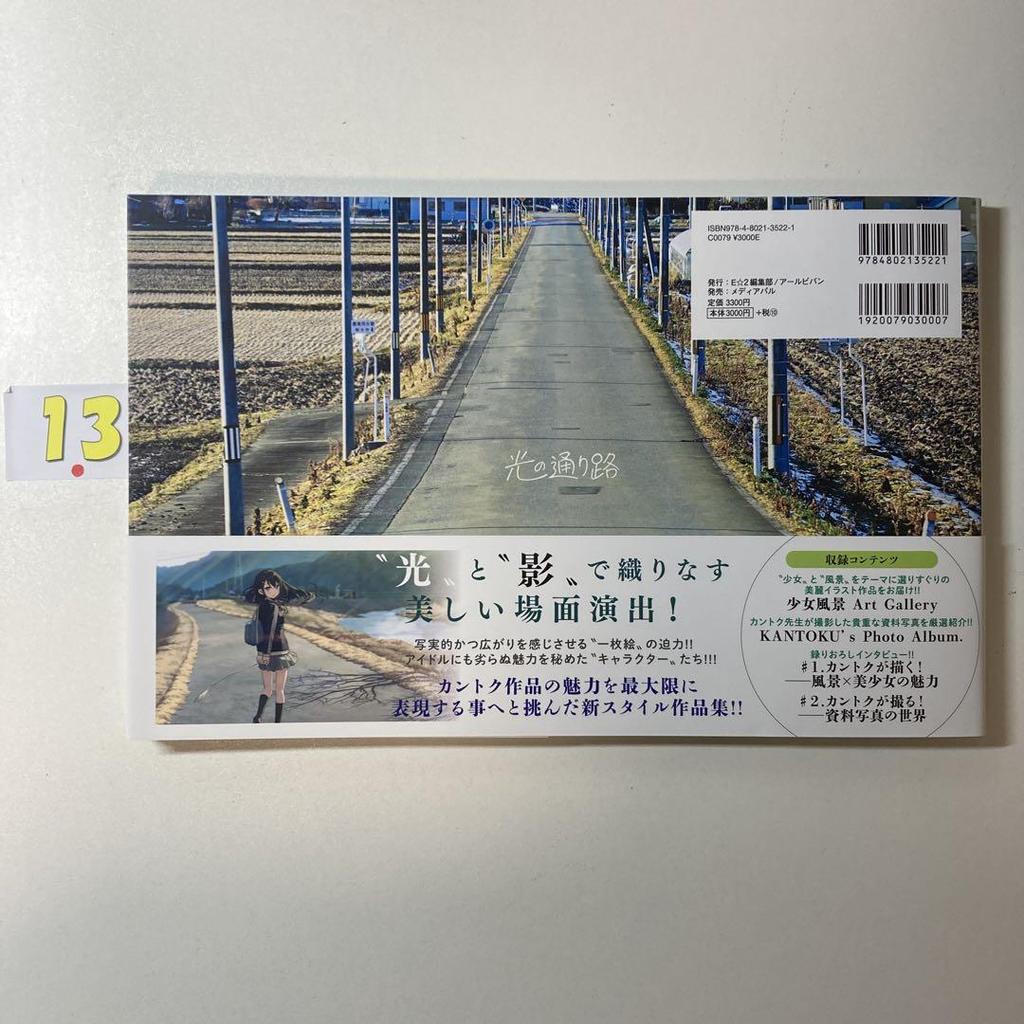 ISBN978-4-8021-3522-1
C0079 ¥3000E
9784802135221
発行：E☆2編集部/アールビバン
発売：メディアパル
定価 3300円
本体3000円 +税⑩
1920079030007
13
光の通り路
〝光〟と〝影〟で織りなす
美しい場面演出！
写実的かつ広がりを感じさせる〝一枚絵〟の迫力!!
アイドルにも劣らぬ魅力を秘めた〝キャラクター〟たち!!!
カントク作品の魅力を最大限に
表現する事へと挑んだ新スタイル作品集!!
収録コンテンツ
〝少女〟と〝風景〟をテーマに選りすぐりの
美麗イラスト作品をお届け!!
少女風景 Art Gallery
カントク先生が撮影した貴重な資料写真を厳選紹介!!
KANTOKU's Photo Album.
録りおろしインタビュー!!
♯1.カントクが描く！
──風景×美少女の魅力
♯2.カントクが撮る！
──資料写真の世界